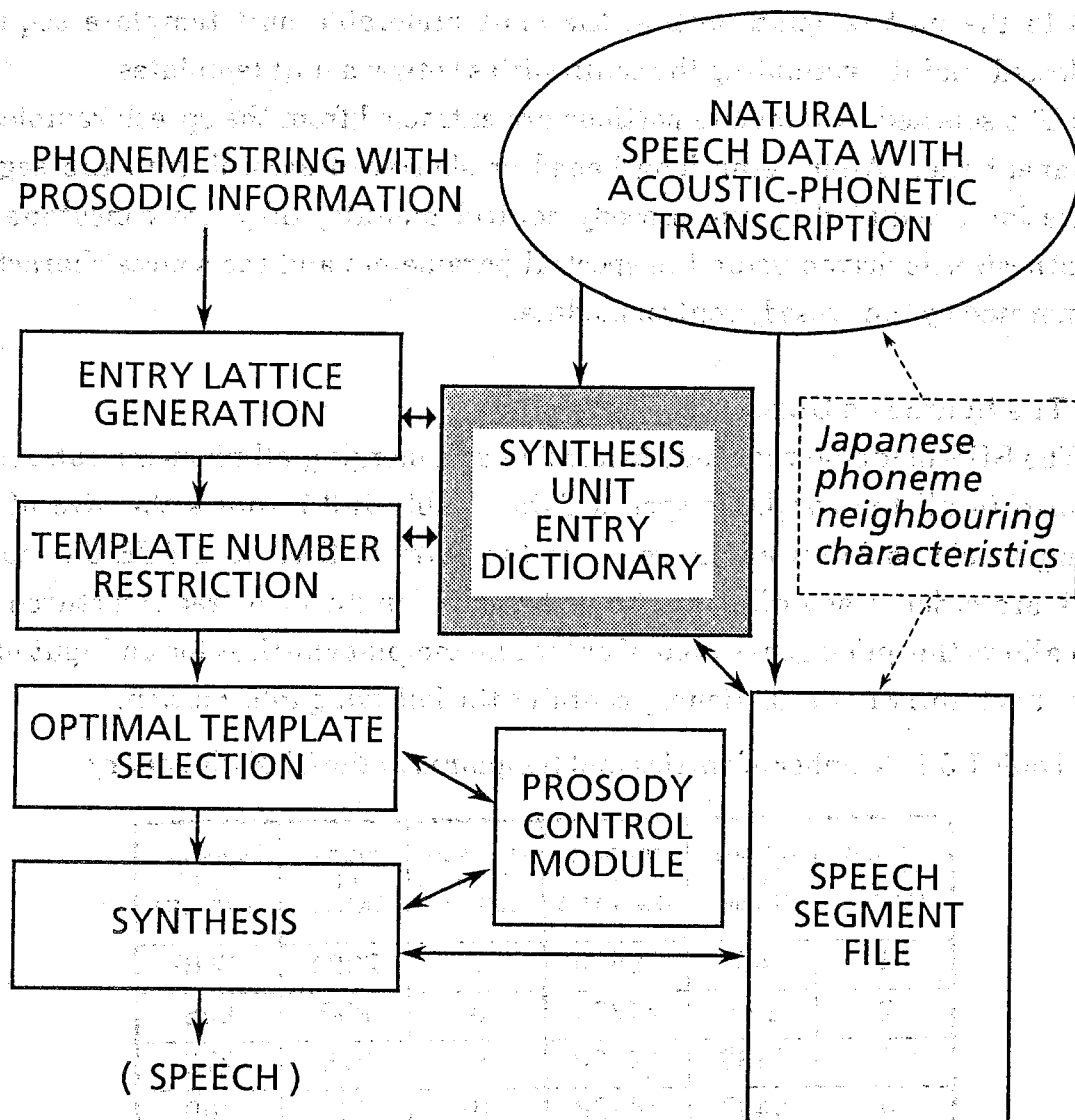 PHONEME STRING WITH
PROSODIC INFORMATION
NATURAL
SPEECH DATA WITH
ACOUSTIC-PHONETIC
TRANSCRIPTION
ENTRY LATTICE
GENERATION
SYNTHESIS
UNIT
ENTRY
DICTIONARY
Japanese
phoneme
neighbouring
characteristics
TEMPLATE NUMBER
RESTRICTION
OPTIMAL TEMPLATE
SELECTION
PROSODY
CONTROL
MODULE
SPEECH
SEGMENT
FILE
SYNTHESIS
( SPEECH )